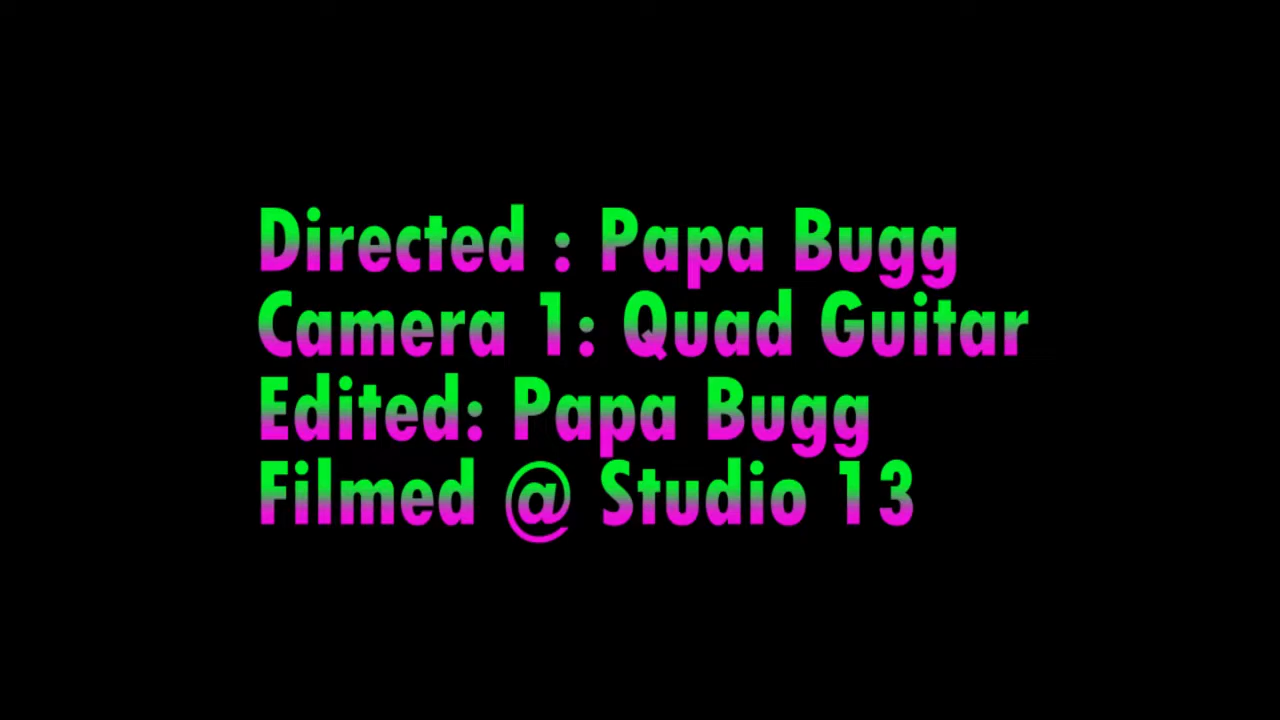 Directed : Papa Bugg
Camera 1: Quad Guitar
Edited: Papa Bugg
Filmed @ Studio 13